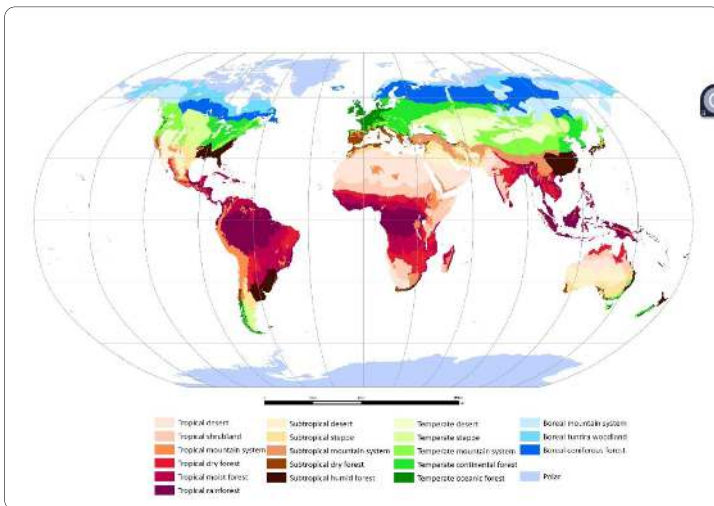 Tropical desert
Tropical shrubland
Tropical mountain system
Tropical dry forest
Tropical moist forest
Tropical rainforest
Subtropical desert
Subtropical steppe
Subtropical mountain system
Subtropical dry forest
Subtropical humid forest
Temperate desert
Temperate steppe
Temperate mountain system
Temperate continental forest
Temperate oceanic forest
Boreal mountain system
Boreal tundra woodland
Boreal coniferous forest
Polar